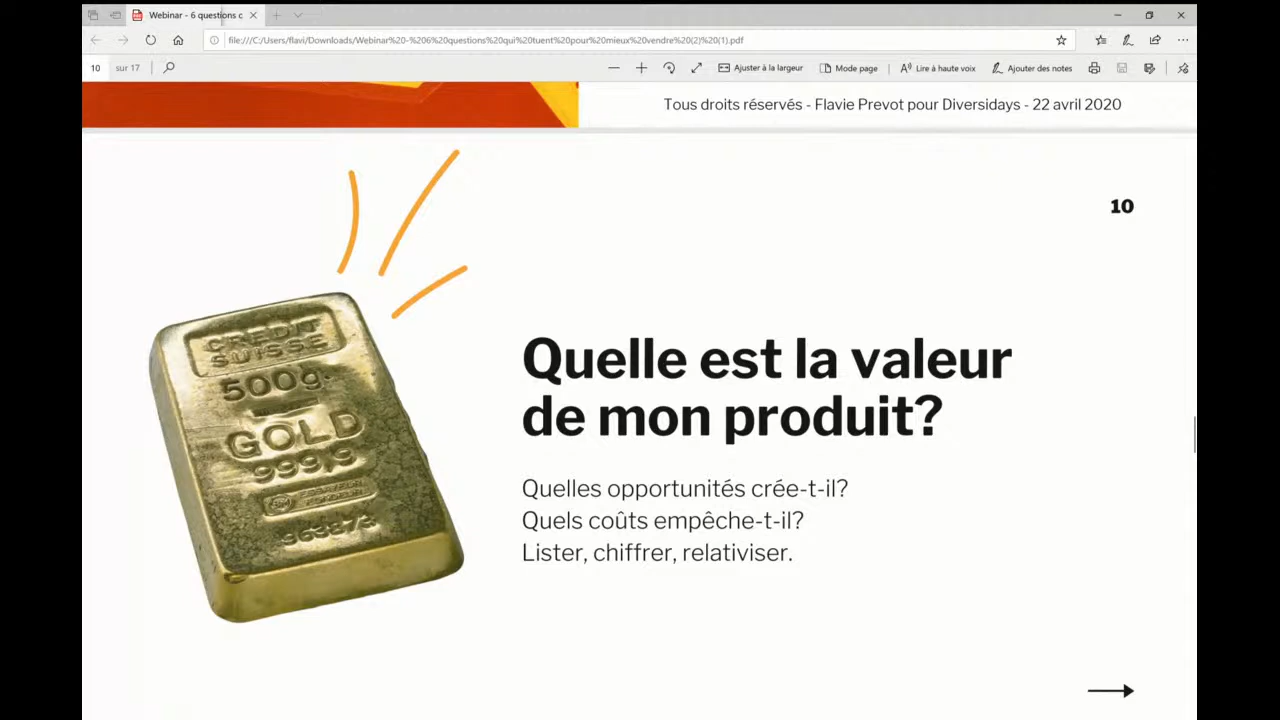 Webinar - 6 questions c
file:///C:/Users/flavi/Downloads/Webinar%20-%206%20questions%20qui%20tuent%20pour%20mieux%20vendre%20(2)%20(1).pdf
10 sur 17
Ajuster à la largeur
Mode page
Lire à haute voix
Ajouter des notes
Tous droits réservés - Flavie Prevot pour Diversidays - 22 avril 2020
10
CREDIT
SUISSE
500g.
GOLD
999,9
Quelle est la valeur
de mon produit?
Quelles opportunités crée-t-il?
Quels coûts empêche-t-il?
Lister, chiffrer, relativiser.